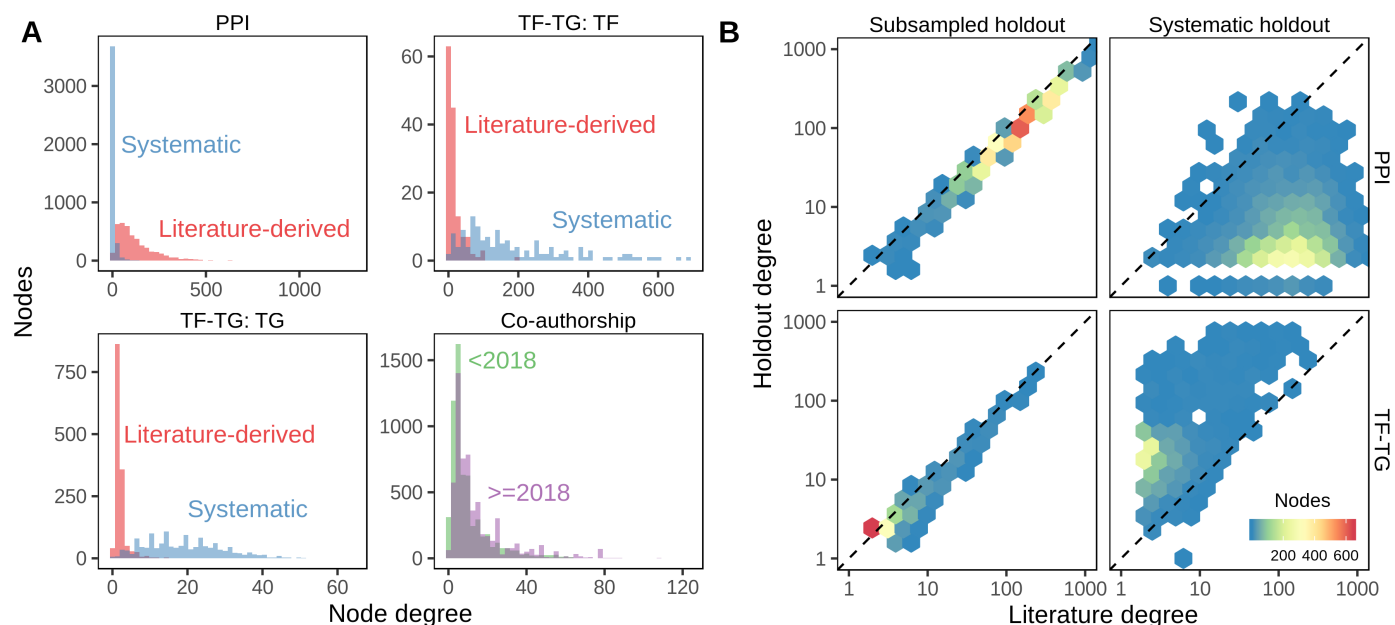 A
PPI
TF-TG: TF
Nodes
3000
2000
1000
0
Systematic
Literature-derived
0
500
1000
60
40
20
0
Literature-derived
Systematic
0
200
400
600
TF-TG: TG
Co-authorship
750
500
250
0
Literature-derived
Systematic
0
20
40
60
1500
1000
500
0
<2018
>=2018
0
40
80
120
Node degree
B
Subsampled holdout
Systematic holdout
Holdout degree
1000
100
10
1
PPI
1000
100
10
1
TF-TG
Nodes
200 400 600
1
10
100
1000
1
10
100
1000
Literature degree